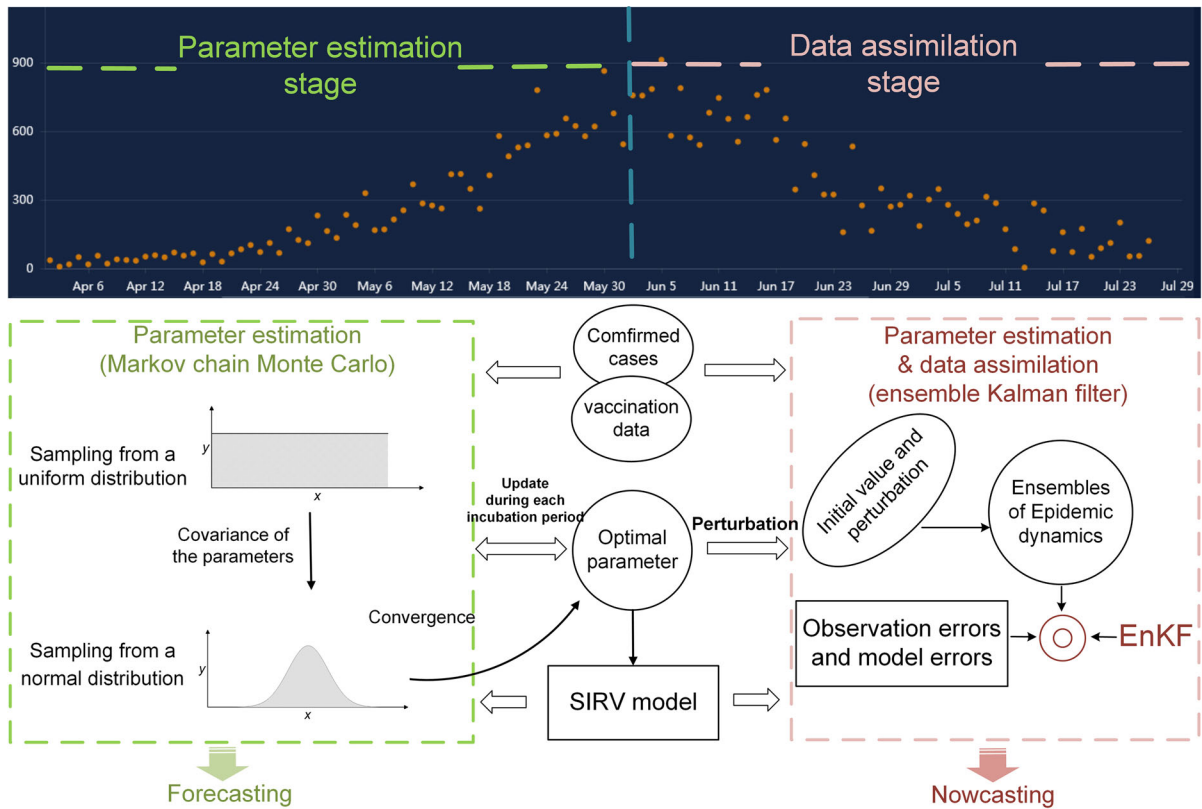 Parameter estimation
stage
Data assimilation
stage
900
600
300
0
Apr 6
Apr 12
Apr 18
Apr 24
Apr 30
May 6
May 12
May 18
May 24
May 30
Jun 5
Jun 11
Jun 17
Jun 23
Jun 29
Jul 5
Jul 11
Jul 17
Jul 23
Jul 29
Parameter estimation
(Markov chain Monte Carlo)
Sampling from a
uniform distribution
y
x
Covariance of
the parameters
Sampling from a
normal distribution
y
x
Convergence
Forecasting
Comfirmed
cases
vaccination
data
Update
during each
incubation period
Optimal
parameter
Perturbation
SIRV model
Parameter estimation
& data assimilation
(ensemble Kalman filter)
Initial value and
perturbation
Ensembles
of Epidemic
dynamics
Observation errors
and model errors
EnKF
Nowcasting